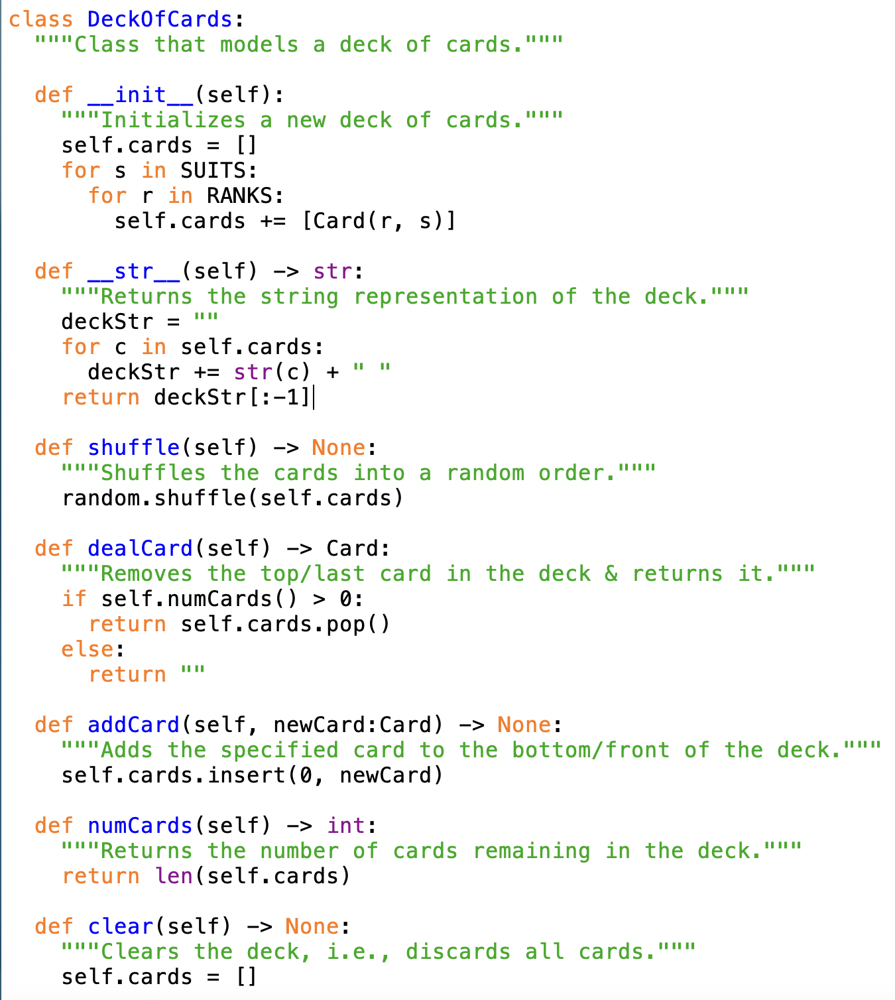 class DeckOfCards:
  """Class that models a deck of cards."""

  def __init__(self):
    """Initializes a new deck of cards."""
    self.cards = []
    for s in SUITS:
      for r in RANKS:
        self.cards += [Card(r, s)]

  def __str__(self) -> str:
    """Returns the string representation of the deck."""
    deckStr = ""
    for c in self.cards:
      deckStr += str(c) + " "
    return deckStr[:-1]

  def shuffle(self) -> None:
    """Shuffles the cards into a random order."""
    random.shuffle(self.cards)

  def dealCard(self) -> Card:
    """Removes the top/last card in the deck & returns it."""
    if self.numCards() > 0:
      return self.cards.pop()
    else:
      return ""

  def addCard(self, newCard:Card) -> None:
    """Adds the specified card to the bottom/front of the deck."""
    self.cards.insert(0, newCard)

  def numCards(self) -> int:
    """Returns the number of cards remaining in the deck."""
    return len(self.cards)

  def clear(self) -> None:
    """Clears the deck, i.e., discards all cards."""
    self.cards = []